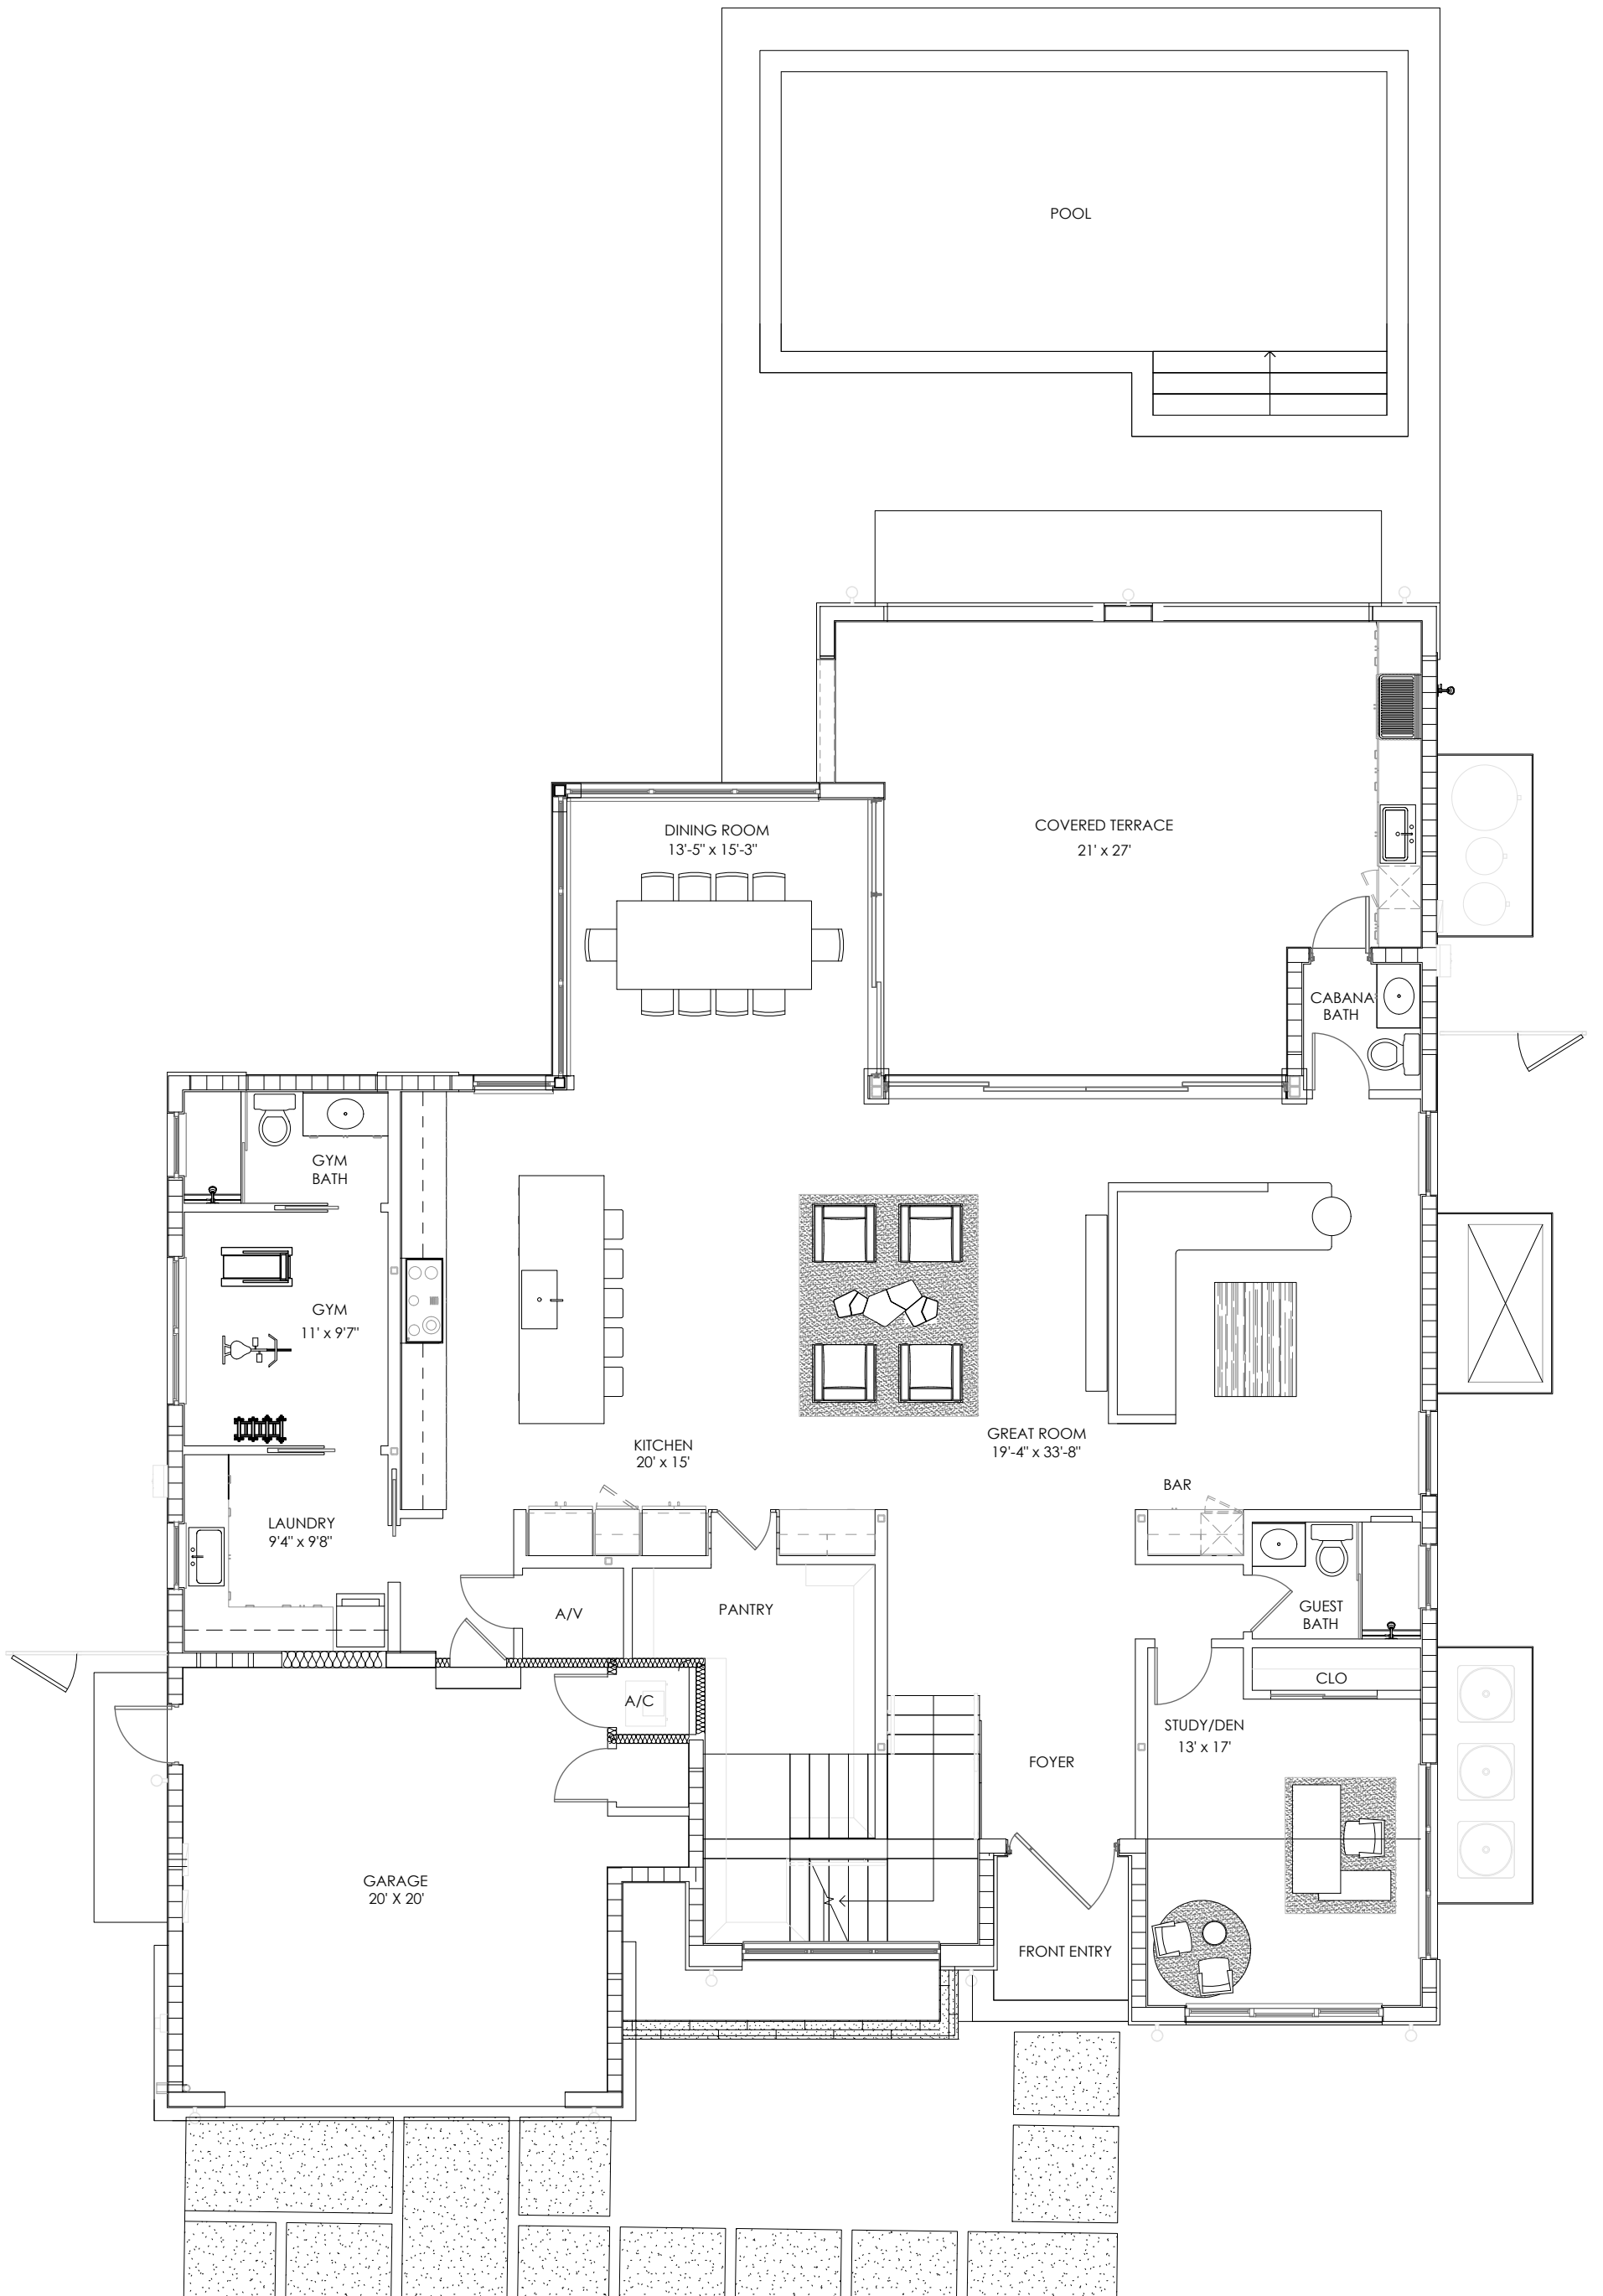 POOL
DINING ROOM
13'-5" x 15'-3"
COVERED TERRACE
21' x 27'
CABANA
BATH
GYM
BATH
GYM
11' x 9'7"
KITCHEN
20' x 15'
GREAT ROOM
19'-4" x 33'-8"
BAR
LAUNDRY
9'4" x 9'8"
A/V
PANTRY
GUEST
BATH
CLO
A/C
STUDY/DEN
13' x 17'
FOYER
GARAGE
20' X 20'
FRONT ENTRY